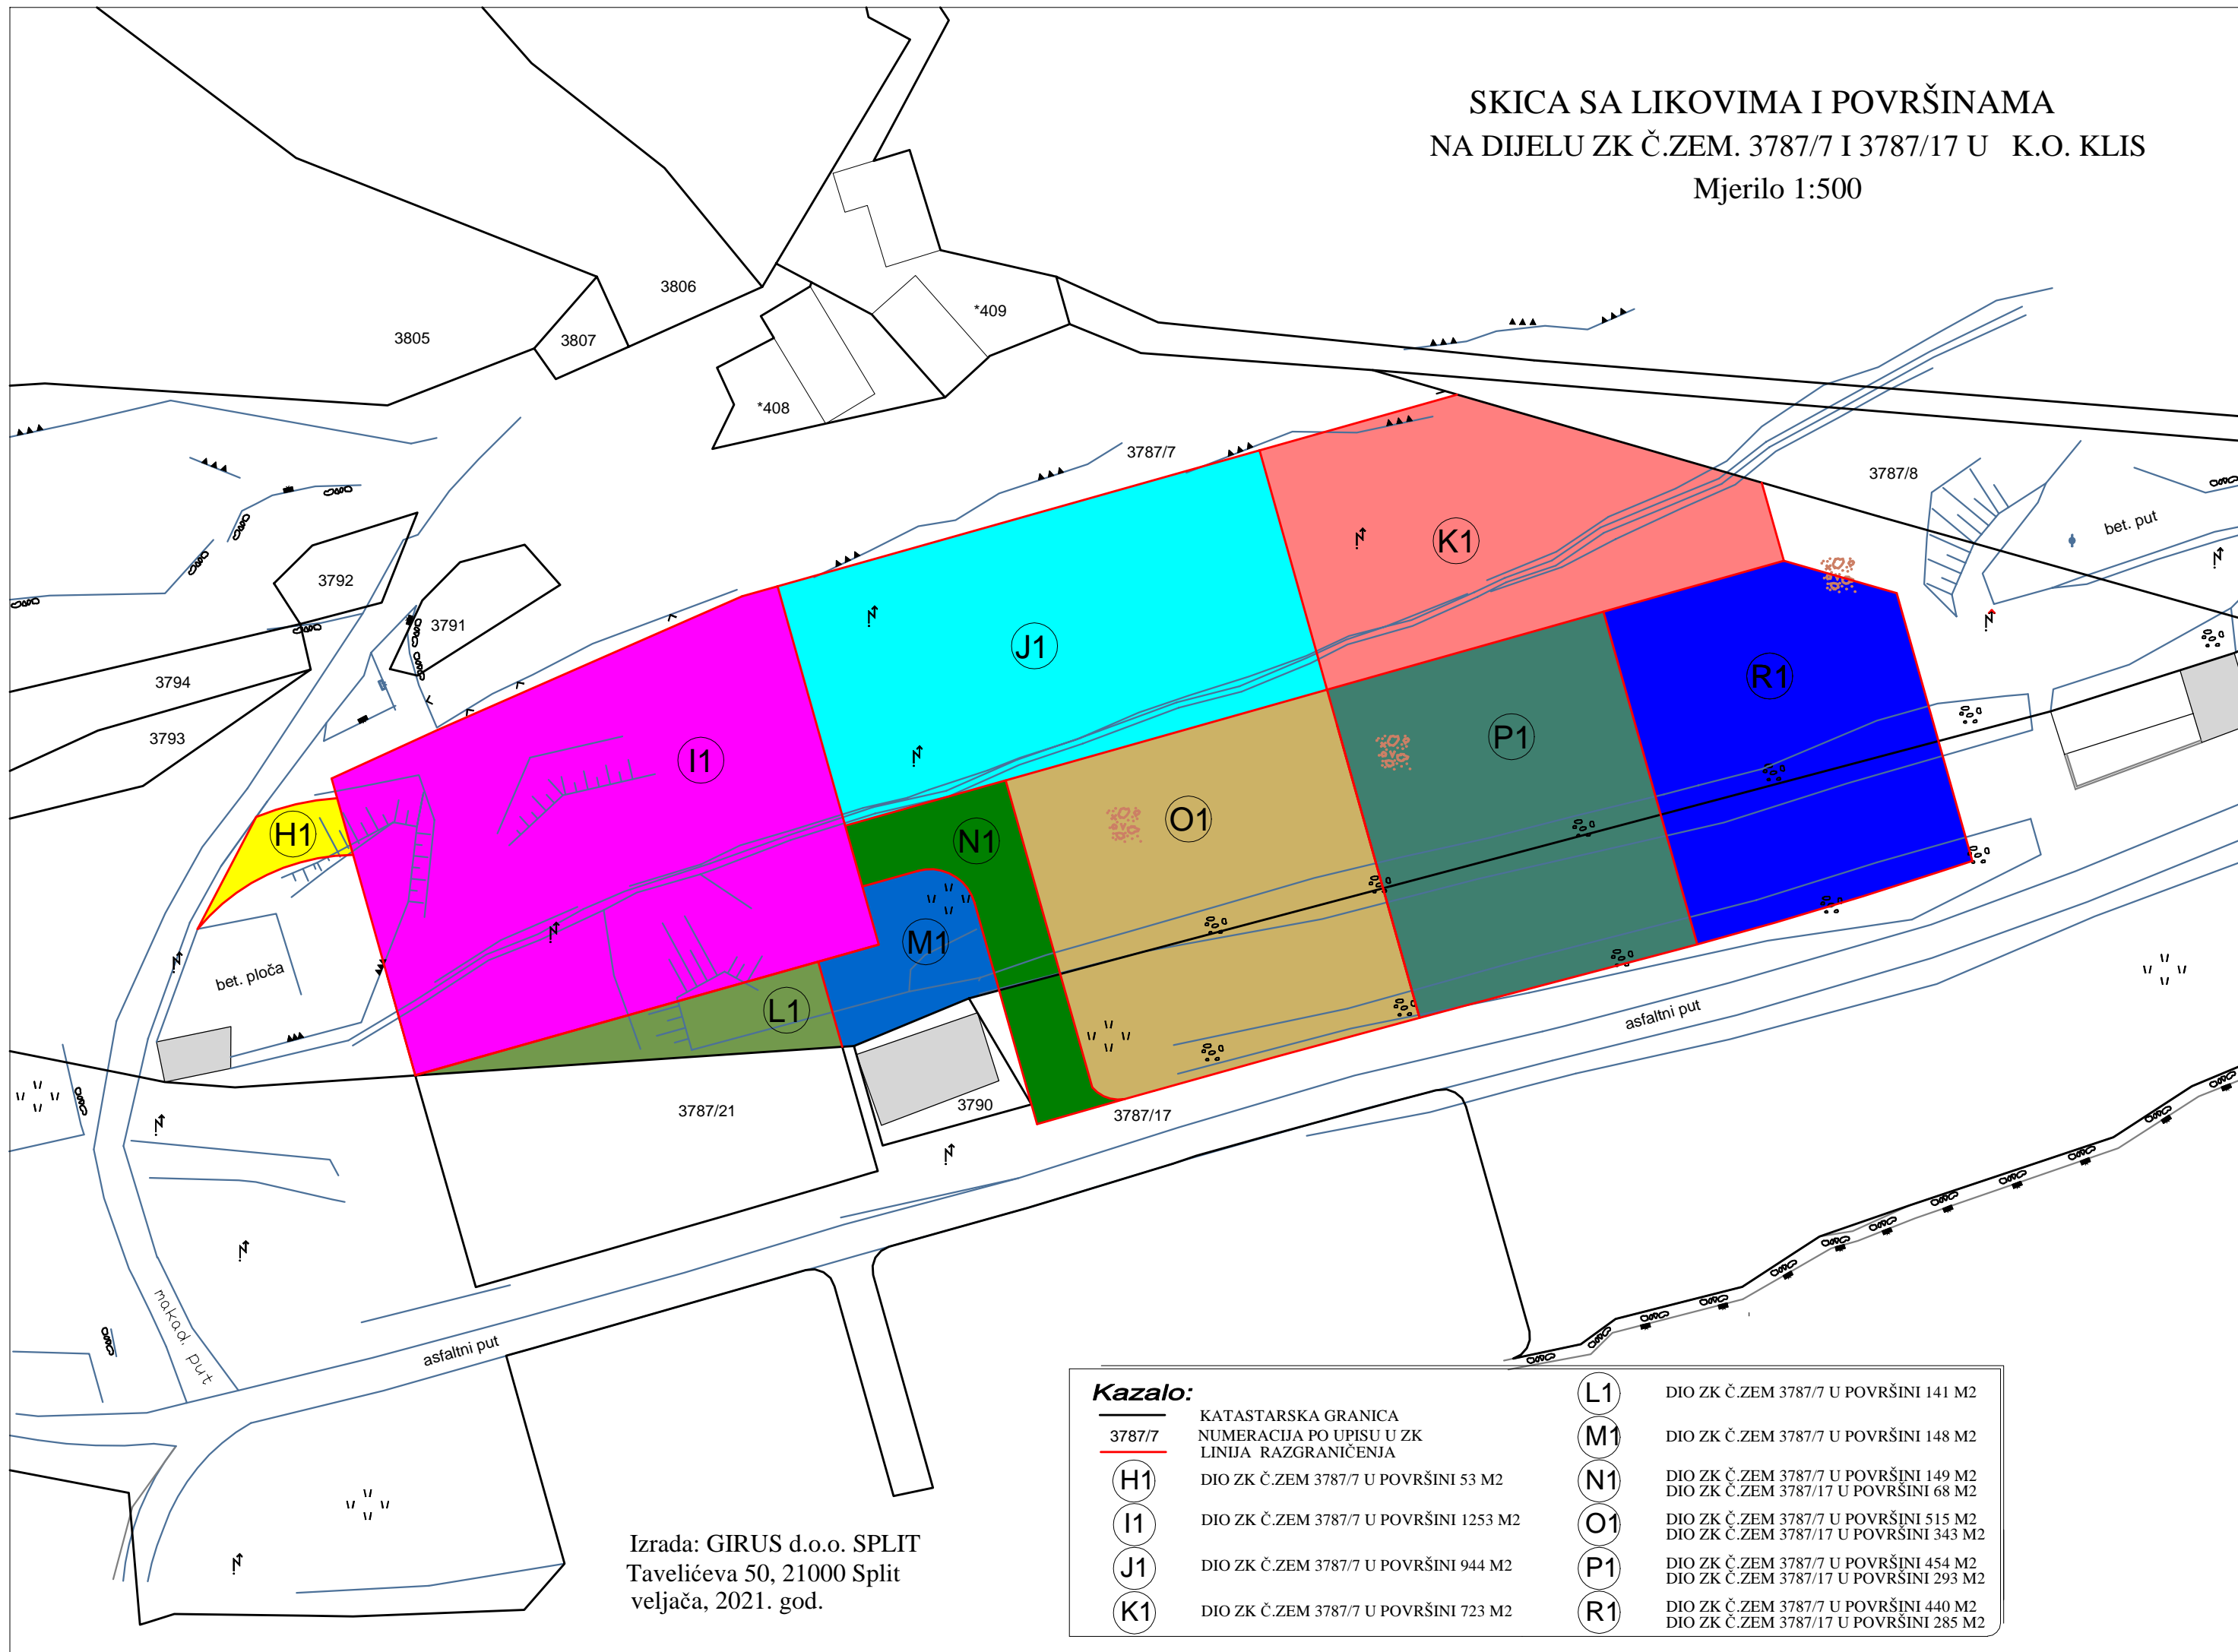 SKICA SA LIKOVIMA I POVRŠINAMA
NA DIJELU ZK Č.ZEM. 3787/7 I 3787/17 U K.O. KLIS
Mjerilo 1:500
3806
3805
3807
*409
*408
3787/7
3787/8
bet. put
K1
3792
3791
J1
3794
R1
3793
I1
P1
H1
O1
N1
M1
bet. ploča
L1
asfaltni put
3787/21
3790
3787/17
makad. put
asfaltni put
Izrada: GIRUS d.o.o. SPLIT
Tavelićeva 50, 21000 Split
veljača, 2021. god.
Kazalo:
KATASTARSKA GRANICA
3787/7 NUMERACIJA PO UPISU U ZK
LINIJA RAZGRANIČENJA
H1 DIO ZK Č.ZEM 3787/7 U POVRŠINI 53 M2
I1 DIO ZK Č.ZEM 3787/7 U POVRŠINI 1253 M2
J1 DIO ZK Č.ZEM 3787/7 U POVRŠINI 944 M2
K1 DIO ZK Č.ZEM 3787/7 U POVRŠINI 723 M2
L1 DIO ZK Č.ZEM 3787/7 U POVRŠINI 141 M2
M1 DIO ZK Č.ZEM 3787/7 U POVRŠINI 148 M2
N1 DIO ZK Č.ZEM 3787/7 U POVRŠINI 149 M2
DIO ZK Č.ZEM 3787/17 U POVRŠINI 68 M2
O1 DIO ZK Č.ZEM 3787/7 U POVRŠINI 515 M2
DIO ZK Č.ZEM 3787/17 U POVRŠINI 343 M2
P1 DIO ZK Č.ZEM 3787/7 U POVRŠINI 454 M2
DIO ZK Č.ZEM 3787/17 U POVRŠINI 293 M2
R1 DIO ZK Č.ZEM 3787/7 U POVRŠINI 440 M2
DIO ZK Č.ZEM 3787/17 U POVRŠINI 285 M2